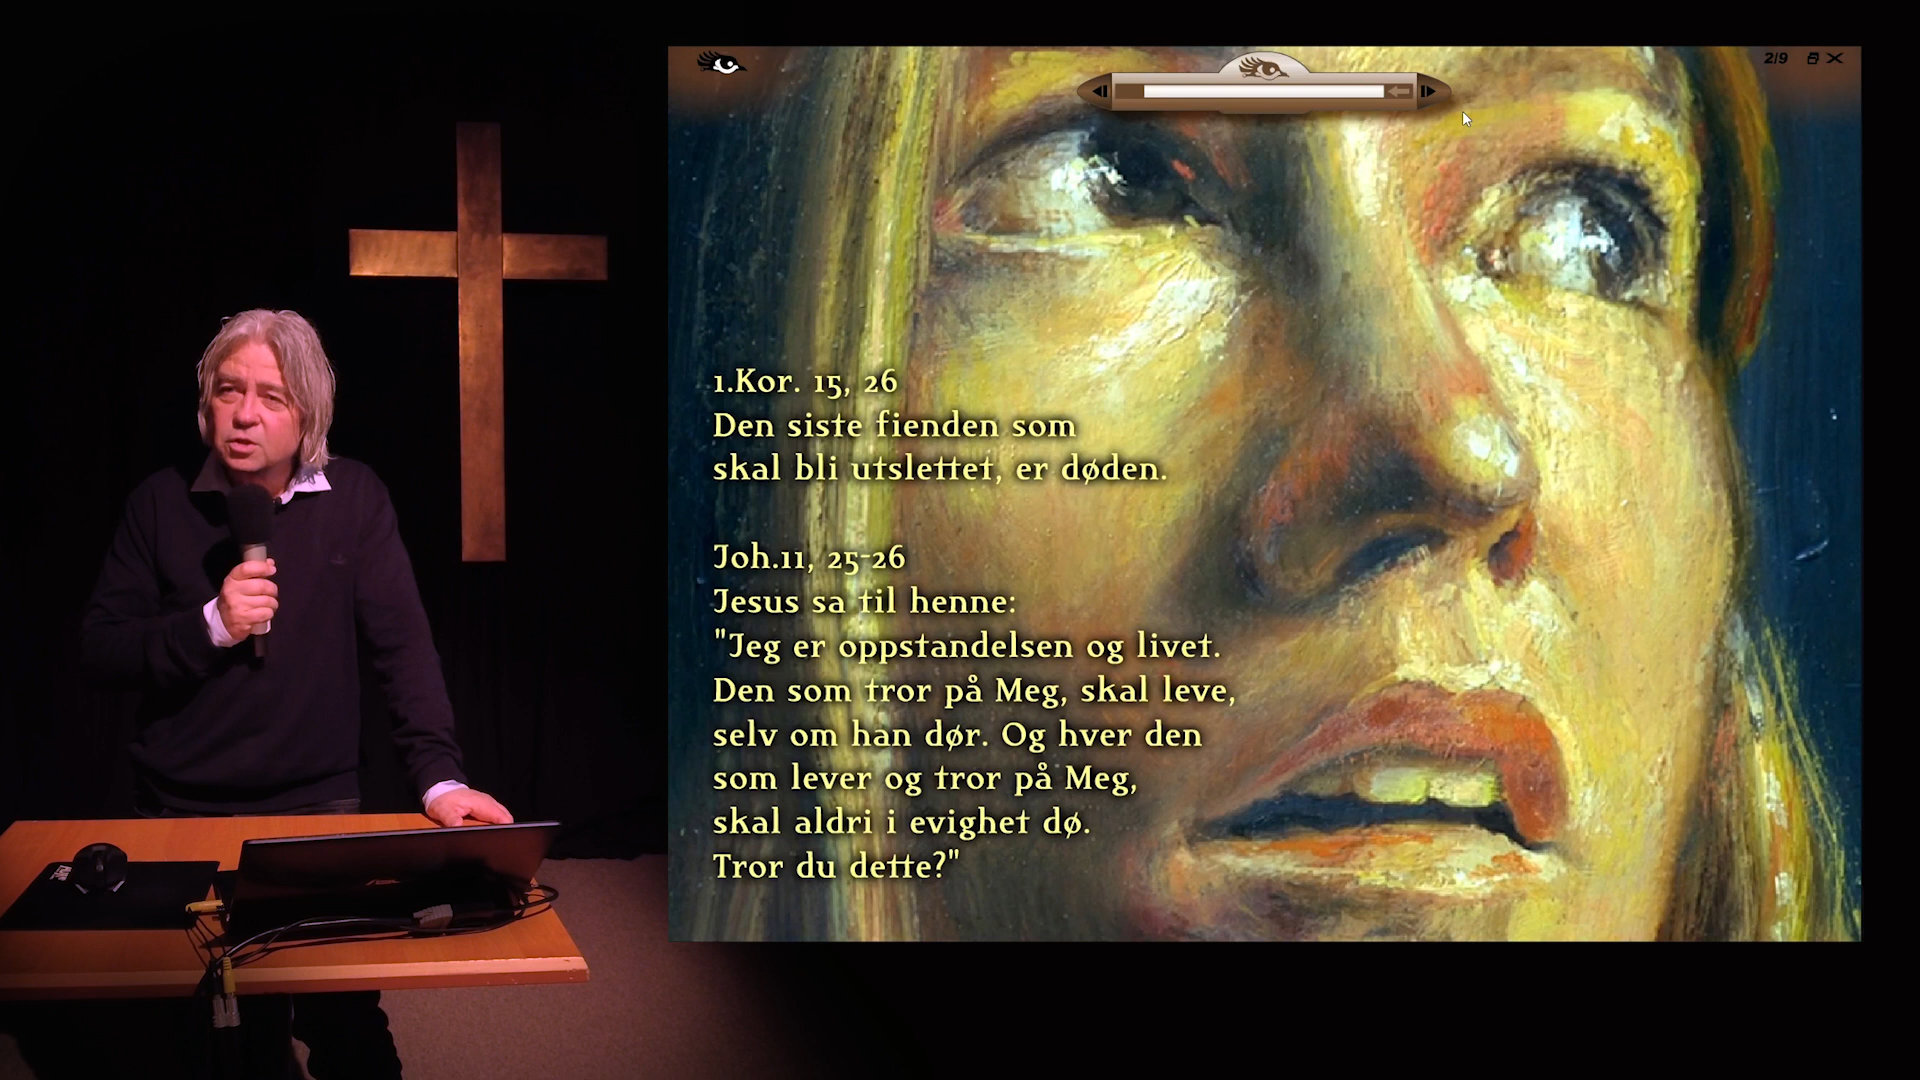 2/9
1.Kor. 15, 26
Den siste fienden som
skal bli utslettet, er døden.
Joh.11, 25-26
Jesus sa til henne:
"Jeg er oppstandelsen og livet.
Den som tror på Meg, skal leve,
selv om han dør. Og hver den
som lever og tror på Meg,
skal aldri i evighet dø.
Tror du dette?"